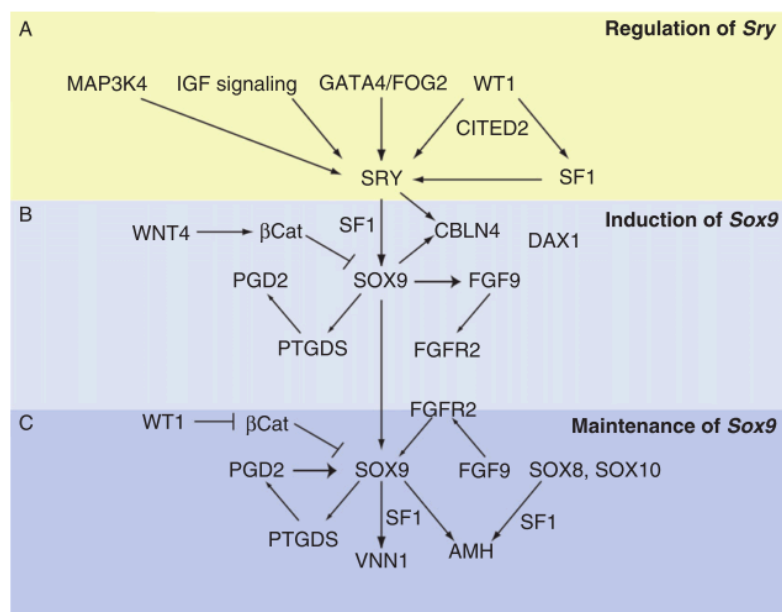 A
Regulation of Sry
MAP3K4
IGF signaling
GATA4/FOG2
WT1
CITED2
SRY
SF1
B
Induction of Sox9
WNT4
βCat
SF1
CBLN4
DAX1
PGD2
SOX9
FGF9
PTGDS
FGFR2
C
Maintenance of Sox9
WT1
βCat
FGFR2
PGD2
SOX9
FGF9
SOX8, SOX10
PTGDS
SF1
SF1
VNN1
AMH